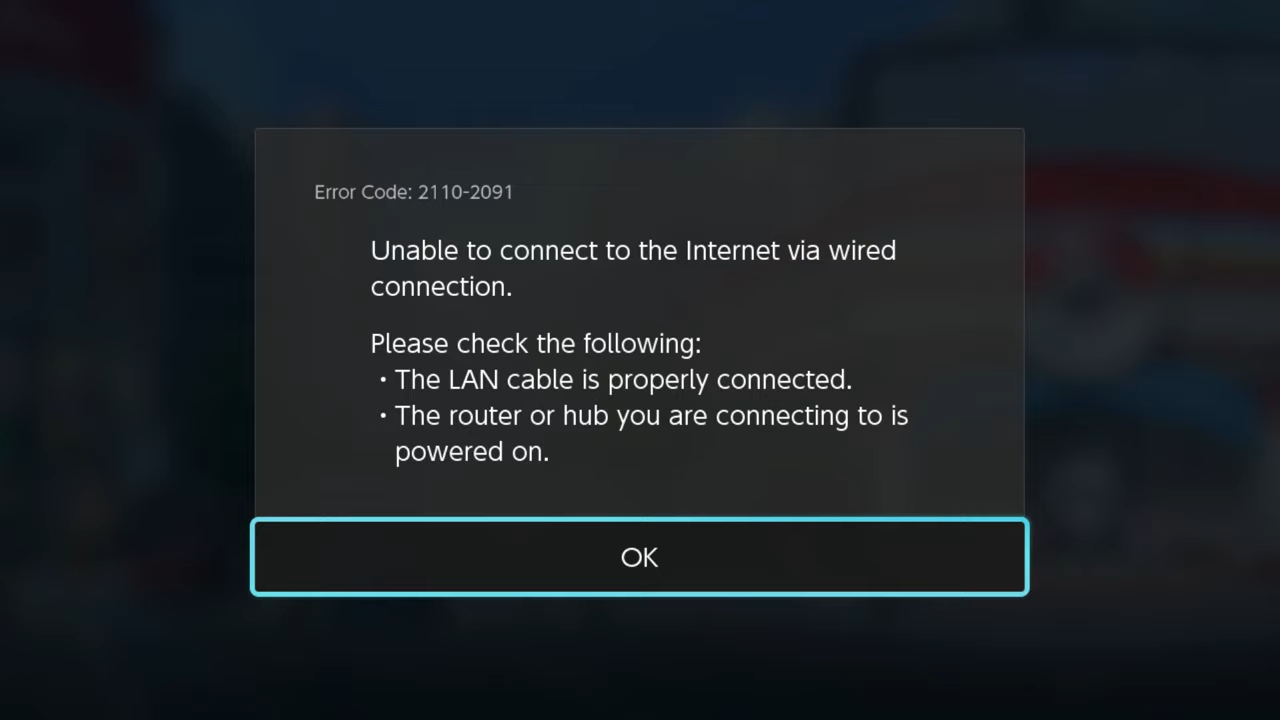 Error Code: 2110-2091
Unable to connect to the Internet via wired
connection.
Please check the following:
・The LAN cable is properly connected.
・The router or hub you are connecting to is
powered on.
OK